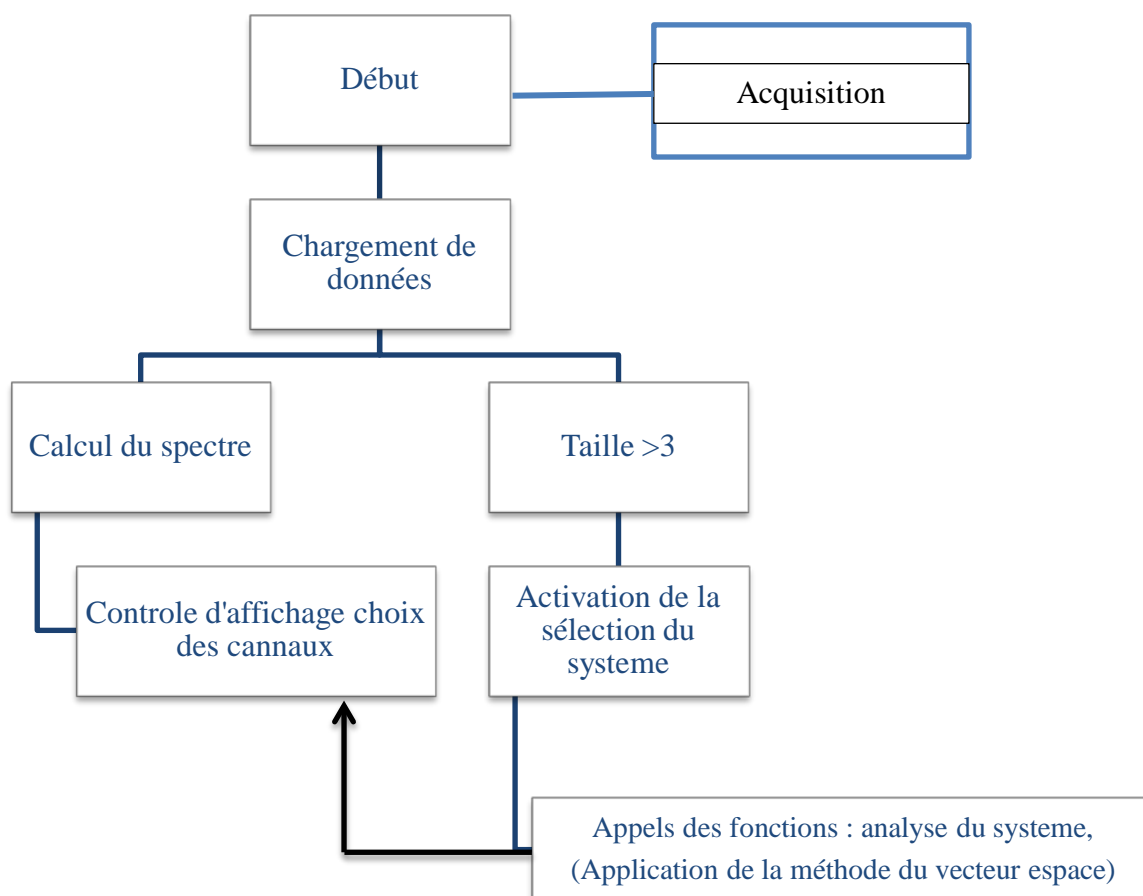 Début
Acquisition
Chargement de
données
Calcul du spectre
Taille >3
Controle d'affichage choix
des cannaux
Activation de la
sélection du
systeme
Appels des fonctions : analyse du systeme,
(Application de la méthode du vecteur espace)